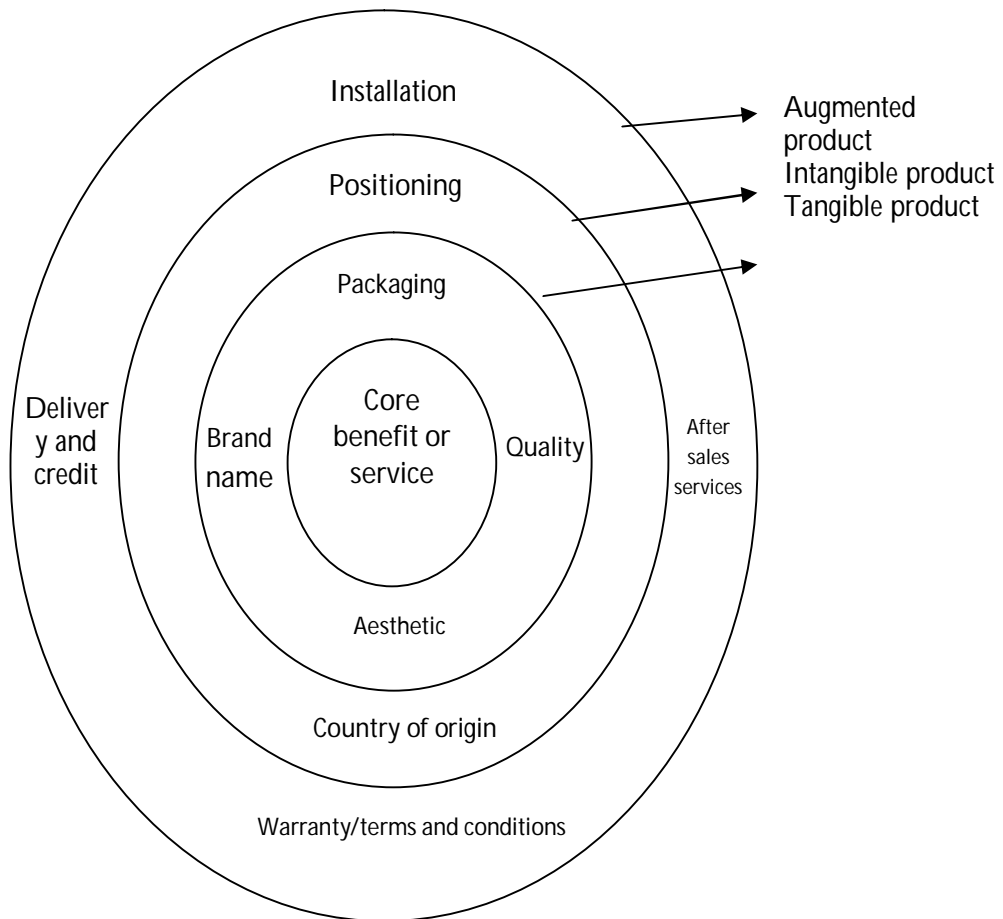 Installation
Augmented
product
Intangible product
Tangible product
Positioning
Packaging
Core
benefit or
service
Deliver
y and
credit
Brand
name
Quality
After
sales
services
Aesthetic
Country of origin
Warranty/terms and conditions